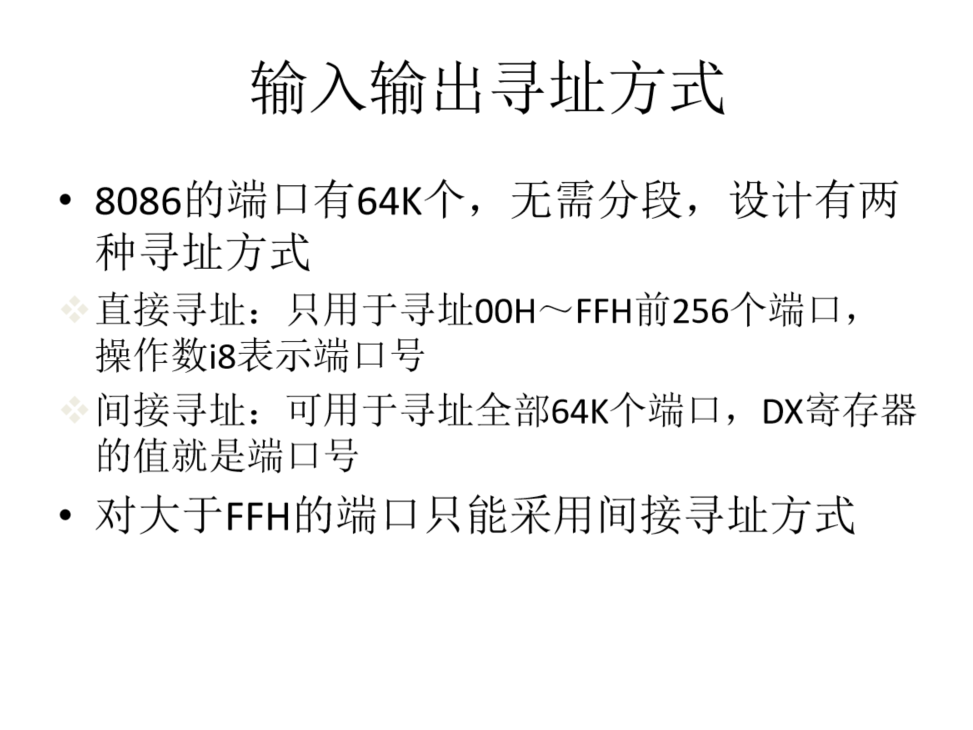 输入输出寻址方式
• 8086的端口有64K个，无需分段，设计有两
种寻址方式
❖直接寻址：只用于寻址00H～FFH前256个端口，
操作数i8表示端口号
❖间接寻址：可用于寻址全部64K个端口，DX寄存器
的值就是端口号
• 对大于FFH的端口只能采用间接寻址方式